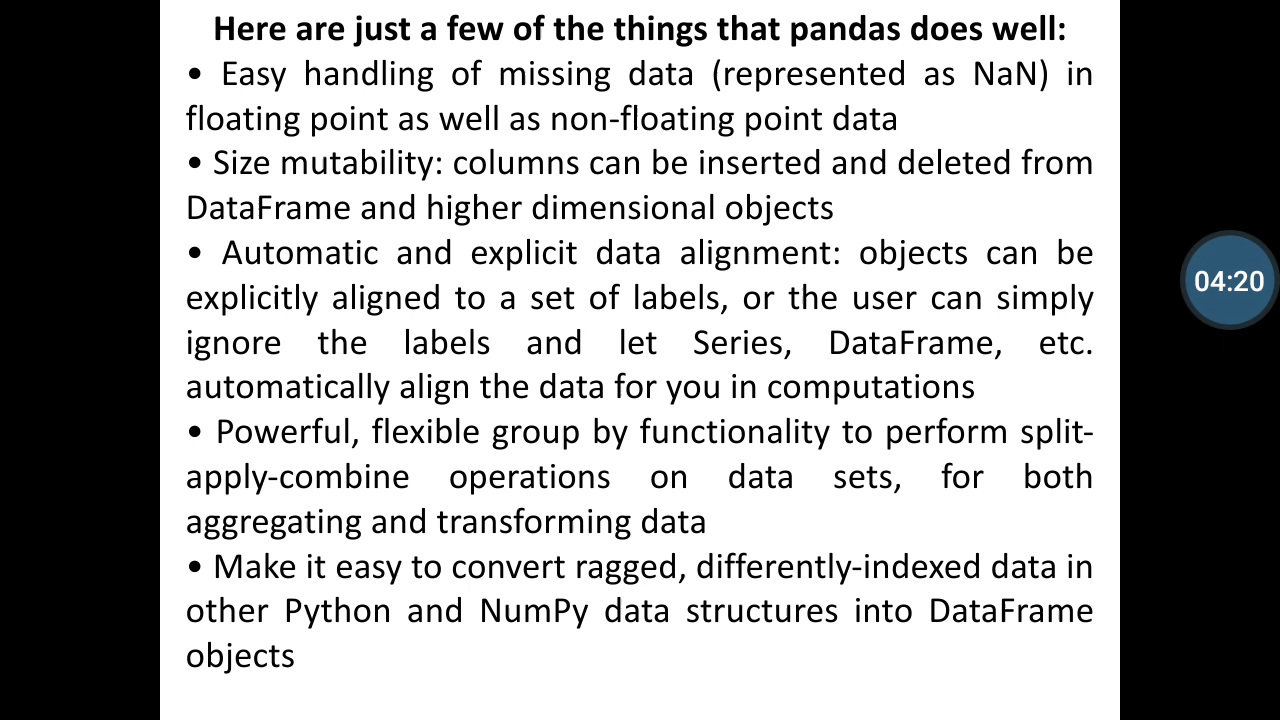 Here are just a few of the things that pandas does well:
• Easy handling of missing data (represented as NaN) in
floating point as well as non-floating point data
• Size mutability: columns can be inserted and deleted from
DataFrame and higher dimensional objects
• Automatic and explicit data alignment: objects can be
explicitly aligned to a set of labels, or the user can simply
ignore the labels and let Series, DataFrame, etc.
automatically align the data for you in computations
• Powerful, flexible group by functionality to perform split-
apply-combine operations on data sets, for both
aggregating and transforming data
• Make it easy to convert ragged, differently-indexed data in
other Python and NumPy data structures into DataFrame
objects
04:20